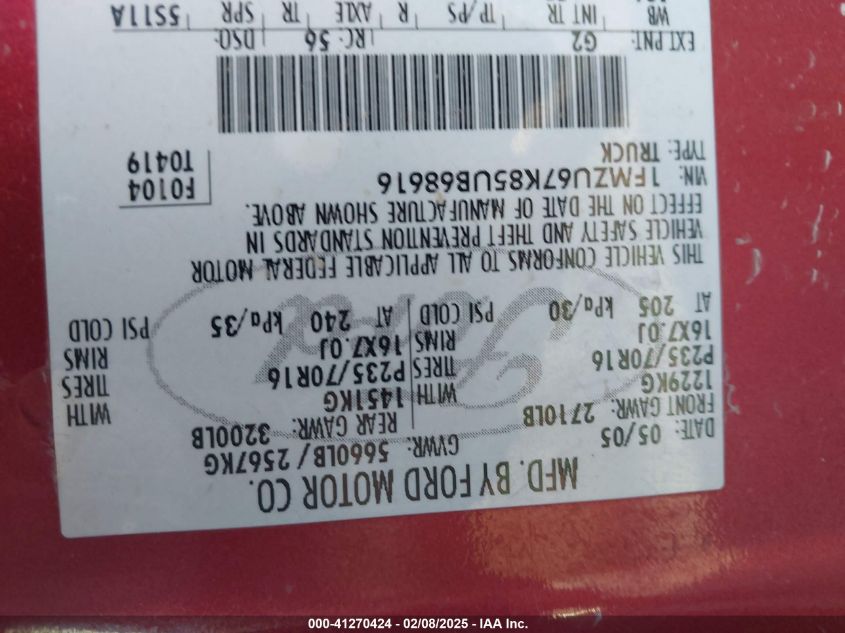 MFD. BY FORD MOTOR CO.
DATE: 05/05 GVWR: 5660LB/ 2567KG
FRONT GAWR: 2710LB REAR GAWR: 3200LB
1229KG WITH 1451KG WITH
P235/70R16 TIRES P235/70R16 TIRES
16X7.0J RIMS 16X7.0J RIMS
AT 205 kPa/30 PSI COLD AT 240 kPa/35 PSI COLD
THIS VEHICLE CONFORMS TO ALL APPLICABLE FEDERAL MOTOR
VEHICLE SAFETY AND THEFT PREVENTION STANDARDS IN
EFFECT ON THE DATE OF MANUFACTURE SHOWN ABOVE.
VIN: 1FMZU67K85UB68616 F0104
TYPE: TRUCK T0419
EXT PNT: G2 RC: 56 DSO:
WB INT TR TP/PS R AXLE TR SPR 5S11A
Ford
000-41270424 - 02/08/2025 - IAA Inc.